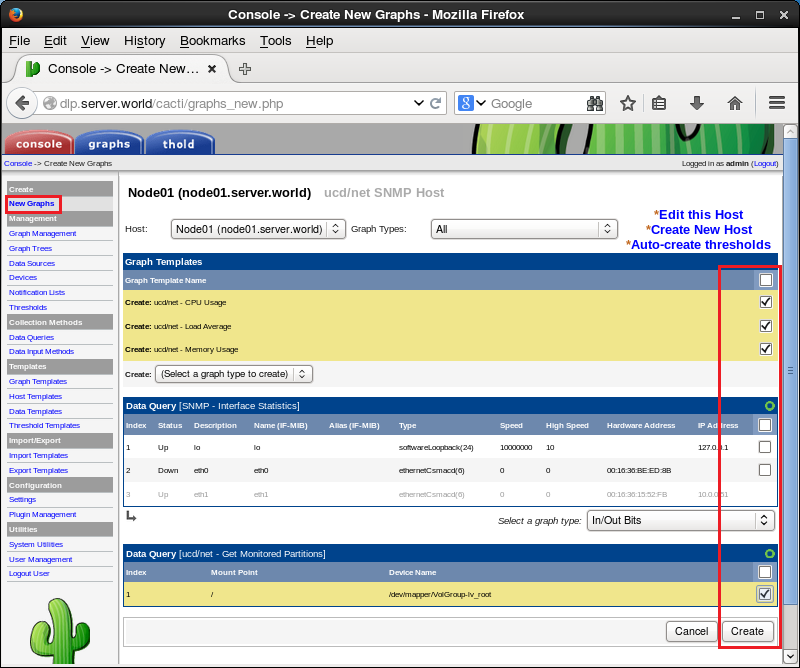 Console -> Create New Graphs - Mozilla Firefox
File Edit View History Bookmarks Tools Help
Console -> Create New...
dlp.server.world/cacti/graphs_new.php
Google
console graphs thold
Console -> Create New Graphs
Logged in as admin (Logout)
Create
New Graphs
Management
Graph Management
Graph Trees
Data Sources
Devices
Notification Lists
Thresholds
Collection Methods
Data Queries
Data Input Methods
Templates
Graph Templates
Host Templates
Data Templates
Threshold Templates
Import/Export
Import Templates
Export Templates
Configuration
Settings
Plugin Management
Utilities
System Utilities
User Management
Logout User
Node01 (node01.server.world) ucd/net SNMP Host
Host: Node01 (node01.server.world) Graph Types: All
*Edit this Host
*Create New Host
*Auto-create thresholds
Graph Templates
Graph Template Name
Create: ucd/net - CPU Usage
Create: ucd/net - Load Average
Create: ucd/net - Memory Usage
Create: (Select a graph type to create)
Data Query [SNMP - Interface Statistics]
Index Status Description Name (IF-MIB) Alias (IF-MIB) Type Speed High Speed Hardware Address IP Address
1 Up lo lo softwareLoopback(24) 10000000 10 127.0.0.1
2 Down eth0 eth0 ethernetCsmacd(6) 0 0 00:16:36:BE:ED:8B
3 Up eth1 eth1 ethernetCsmacd(6) 0 0 00:16:36:15:52:FB
Select a graph type: In/Out Bits
Data Query [ucd/net - Get Monitored Partitions]
Index Mount Point Device Name
1 / /dev/mapper/VolGroup-lv_root
Cancel Create